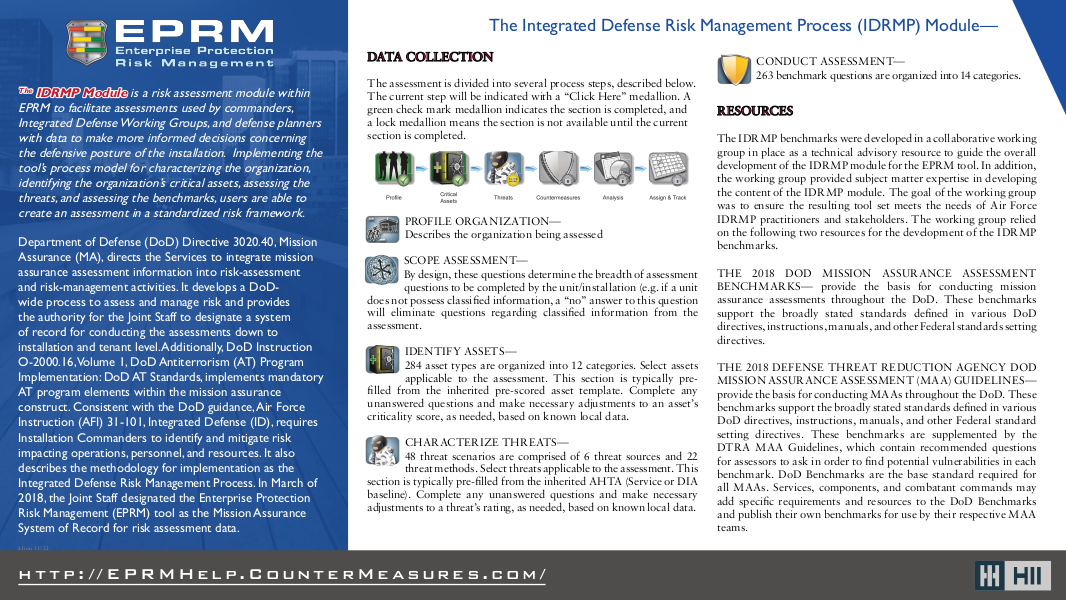 EPRM
Enterprise Protection
Risk Management
The IDRMP Module is a risk assessment module within
EPRM to facilitate assessments used by commanders,
Integrated Defense Working Groups, and defense planners
with data to make more informed decisions concerning
the defensive posture of the installation. Implementing the
tool's process model for characterizing the organization,
identifying the organization's critical assets, assessing the
threats, and assessing the benchmarks, users are able to
create an assessment in a standardized risk framework.
Department of Defense (DoD) Directive 3020.40, Mission
Assurance (MA), directs the Services to integrate mission
assurance assessment information into risk-assessment
and risk-management activities. It develops a DoD-
wide process to assess and manage risk and provides
the authority for the Joint Staff to designate a system
of record for conducting the assessments down to
installation and tenant level. Additionally, DoD Instruction
O-2000.16, Volume 1, DoD Antiterrorism (AT) Program
Implementation: DoD AT Standards, implements mandatory
AT program elements within the mission assurance
construct. Consistent with the DoD guidance, Air Force
Instruction (AFI) 31-101, Integrated Defense (ID), requires
Installation Commanders to identify and mitigate risk
impacting operations, personnel, and resources. It also
describes the methodology for implementation as the
Integrated Defense Risk Management Process. In March of
2018, the Joint Staff designated the Enterprise Protection
Risk Management (EPRM) tool as the Mission Assurance
System of Record for risk assessment data.
The Integrated Defense Risk Management Process (IDRMP) Module—
DATA COLLECTION
The assessment is divided into several process steps, described below.
The current step will be indicated with a "Click Here" medallion. A
green check mark medallion indicates the section is completed, and
a lock medallion means the section is not available until the current
section is completed.
Profile
Critical
Assets
Threats
Countermeasures
Analysis
Assign & Track
PROFILE ORGANIZATION—
Describes the organization being assessed
SCOPE ASSESSMENT—
By design, these questions determine the breadth of assessment
questions to be completed by the unit/installation (e.g. if a unit
does not possess classified information, a "no" answer to this question
will eliminate questions regarding classified information from the
assessment.
IDENTIFY ASSETS—
284 asset types are organized into 12 categories. Select assets
applicable to the assessment. This section is typically pre-
filled from the inherited pre-scored asset template. Complete any
unanswered questions and make necessary adjustments to an asset's
criticality score, as needed, based on known local data.
CHARACTERIZE THREATS—
48 threat scenarios are comprised of 6 threat sources and 22
threat methods. Select threats applicable to the assessment. This
section is typically pre-filled from the inherited AHTA (Service or DIA
baseline). Complete any unanswered questions and make necessary
adjustments to a threat's rating, as needed, based on known local data.
CONDUCT ASSESSMENT—
263 benchmark questions are organized into 14 categories.
RESOURCES
The IDRMP benchmarks were developed in a collaborative working
group in place as a technical advisory resource to guide the overall
development of the IDRMP module for the EPRM tool. In addition,
the working group provided subject matter expertise in developing
the content of the IDRMP module. The goal of the working group
was to ensure the resulting tool set meets the needs of Air Force
IDRMP practitioners and stakeholders. The working group relied
on the following two resources for the development of the IDRMP
benchmarks.
THE 2018 DOD MISSION ASSURANCE ASSESSMENT
BENCHMARKS— provide the basis for conducting mission
assurance assessments throughout the DoD. These benchmarks
support the broadly stated standards defined in various DoD
directives, instructions, manuals, and other Federal standards setting
directives.
THE 2018 DEFENSE THREAT REDUCTION AGENCY DOD
MISSION ASSURANCE ASSESSMENT (MAA) GUIDELINES—
provide the basis for conducting MAAs throughout the DoD. These
benchmarks support the broadly stated standards defined in various
DoD directives, instructions, manuals, and other Federal standard
setting directives. These benchmarks are supplemented by the
DTRA MAA Guidelines, which contain recommended questions
for assessors to ask in order to find potential vulnerabilities in each
benchmark. DoD Benchmarks are the base standard required for
all MAAs. Services, components, and combatant commands may
add specific requirements and resources to the DoD Benchmarks
and publish their own benchmarks for use by their respective MAA
teams.
HTTP://EPRMHELP.COUNTERMEASURES.COM/
HII